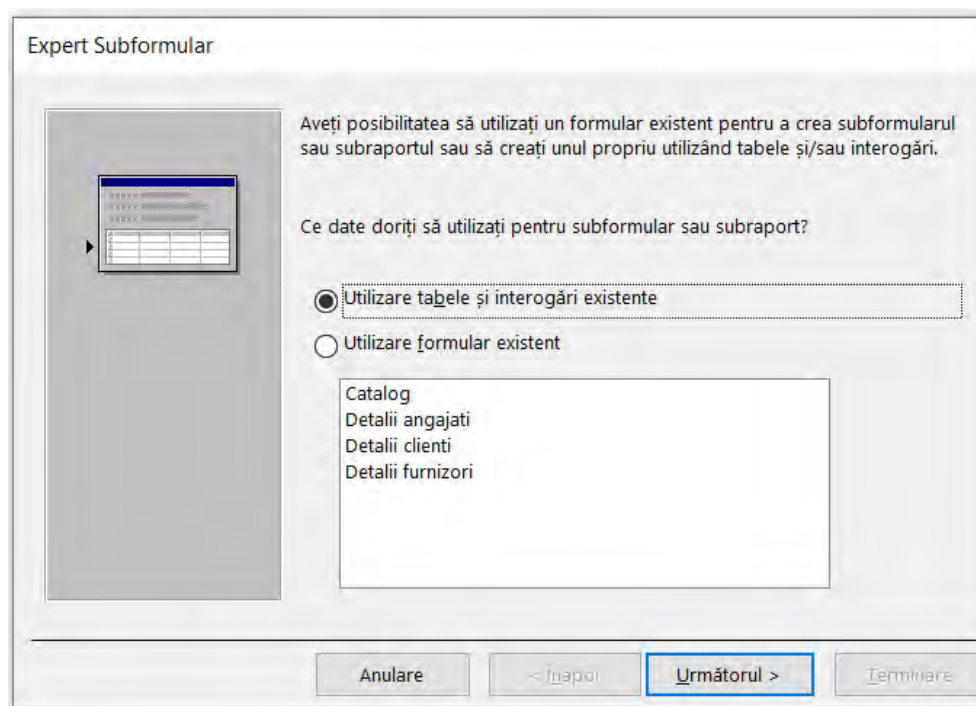 Expert Subformular
Aveți posibilitatea să utilizați un formular existent pentru a crea subformularul
sau subraportul sau să creați unul propriu utilizând tabele și/sau interogări.
Ce date doriți să utilizați pentru subformular sau subraport?
Utilizare tabele și interogări existente
Utilizare formular existent
Catalog
Detalii angajati
Detalii clienti
Detalii furnizori
Anulare < Înapoi Următorul > Terminare